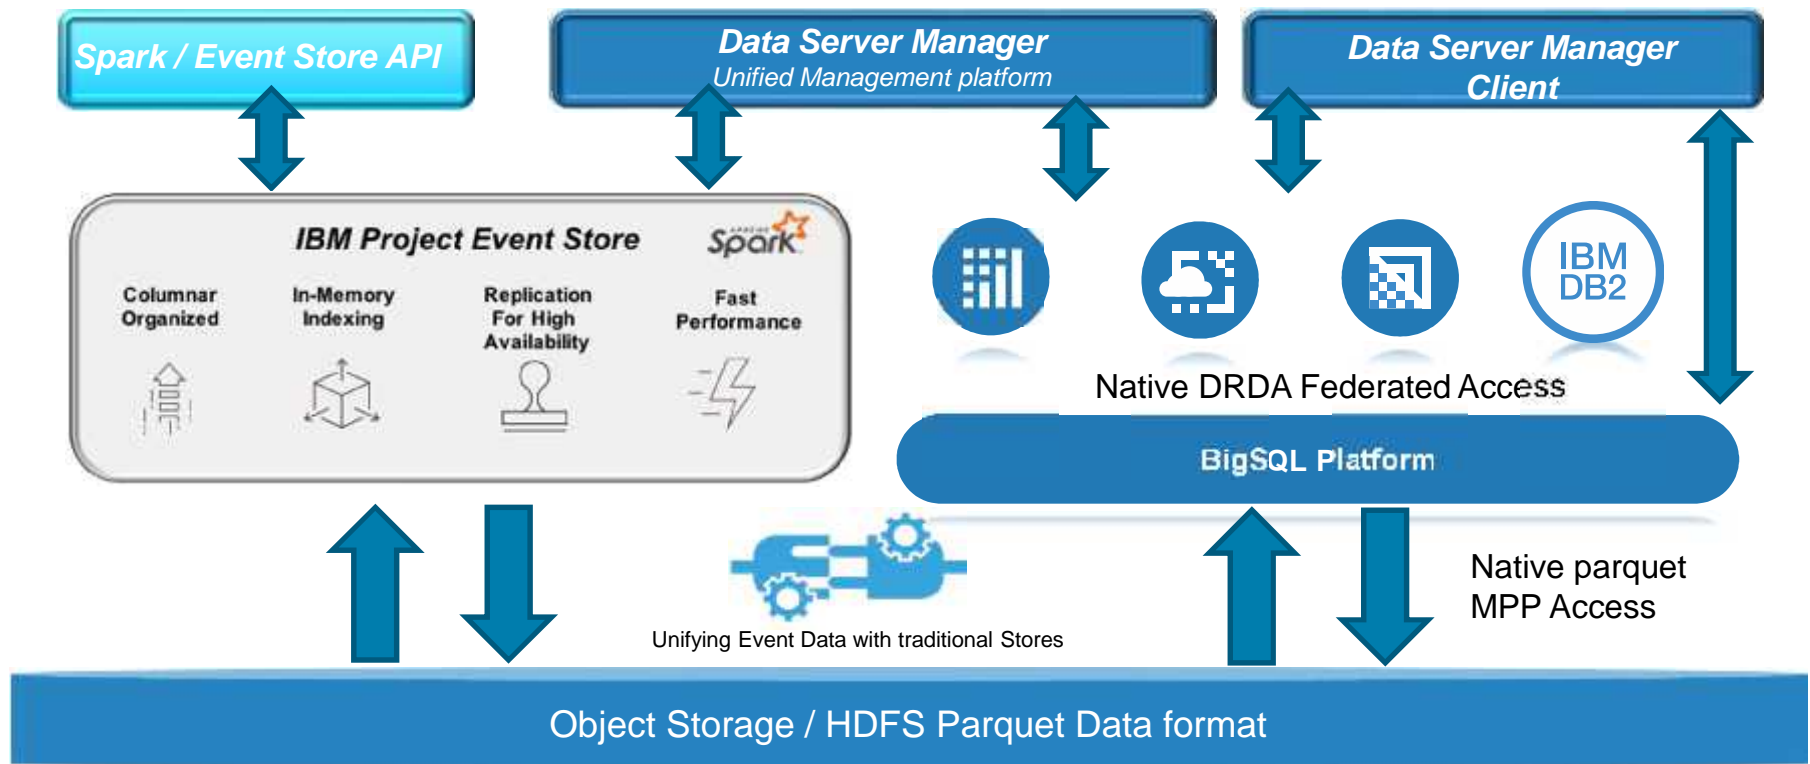 Spark / Event Store API
Data Server Manager
Unified Management platform
Data Server Manager
Client
IBM Project Event Store
APACHE
Spark
Columnar
Organized
In-Memory
Indexing
Replication
For High
Availability
Fast
Performance
IBM
DB2
Native DRDA Federated Access
BigSQL Platform
Native parquet
MPP Access
Unifying Event Data with traditional Stores
Object Storage / HDFS Parquet Data format